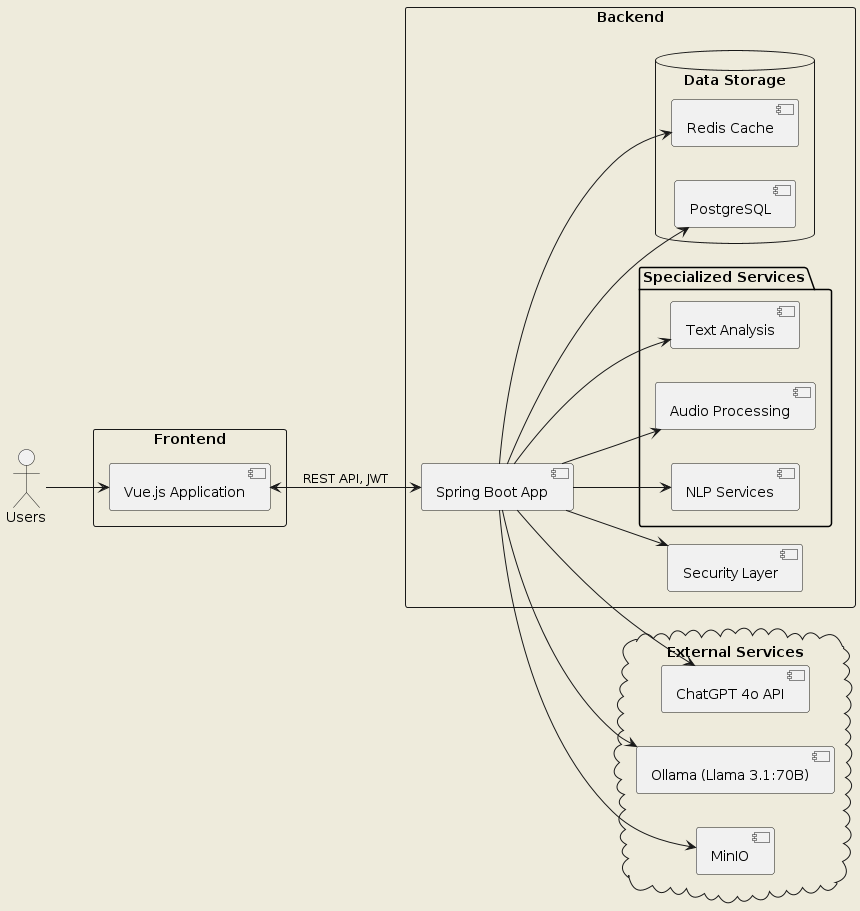 Backend
Data Storage
Redis Cache
PostgreSQL
Specialized Services
Text Analysis
Audio Processing
Frontend
Users
Vue.js Application
REST API, JWT
Spring Boot App
NLP Services
Security Layer
External Services
ChatGPT 4o API
Ollama (Llama 3.1:70B)
MinIO